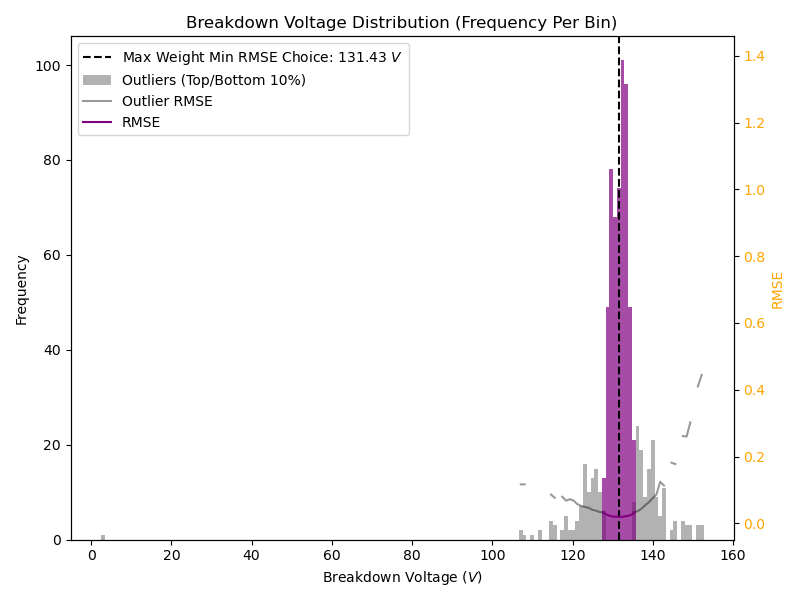 Breakdown Voltage Distribution (Frequency Per Bin)
Max Weight Min RMSE Choice: 131.43 V
Outliers (Top/Bottom 10%)
Outlier RMSE
RMSE
100
80
60
40
20
0
Frequency
1.4
1.2
1.0
0.8
0.6
0.4
0.2
0.0
RMSE
0 20 40 60 80 100 120 140 160
Breakdown Voltage (V)